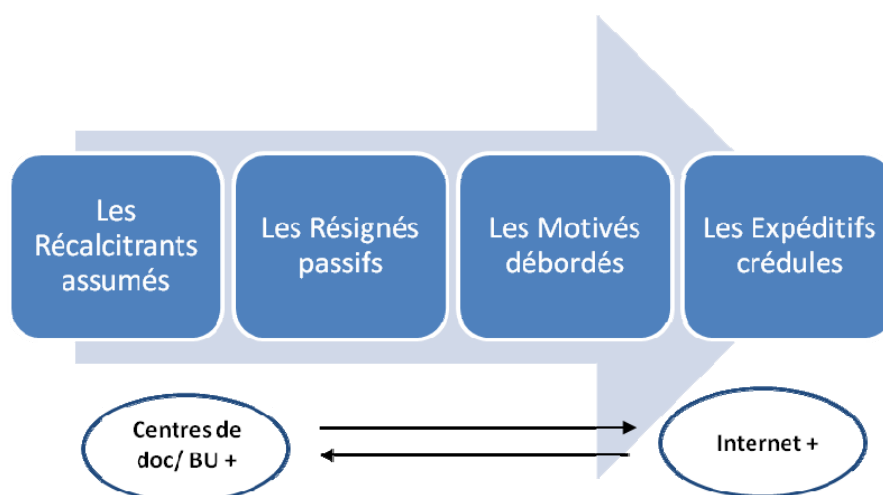 Les
Récalcitrants
assumés
Les Résignés
passifs
Les Motivés
débordés
Les Expéditifs
crédules
Centres de
doc/ BU +
Internet +